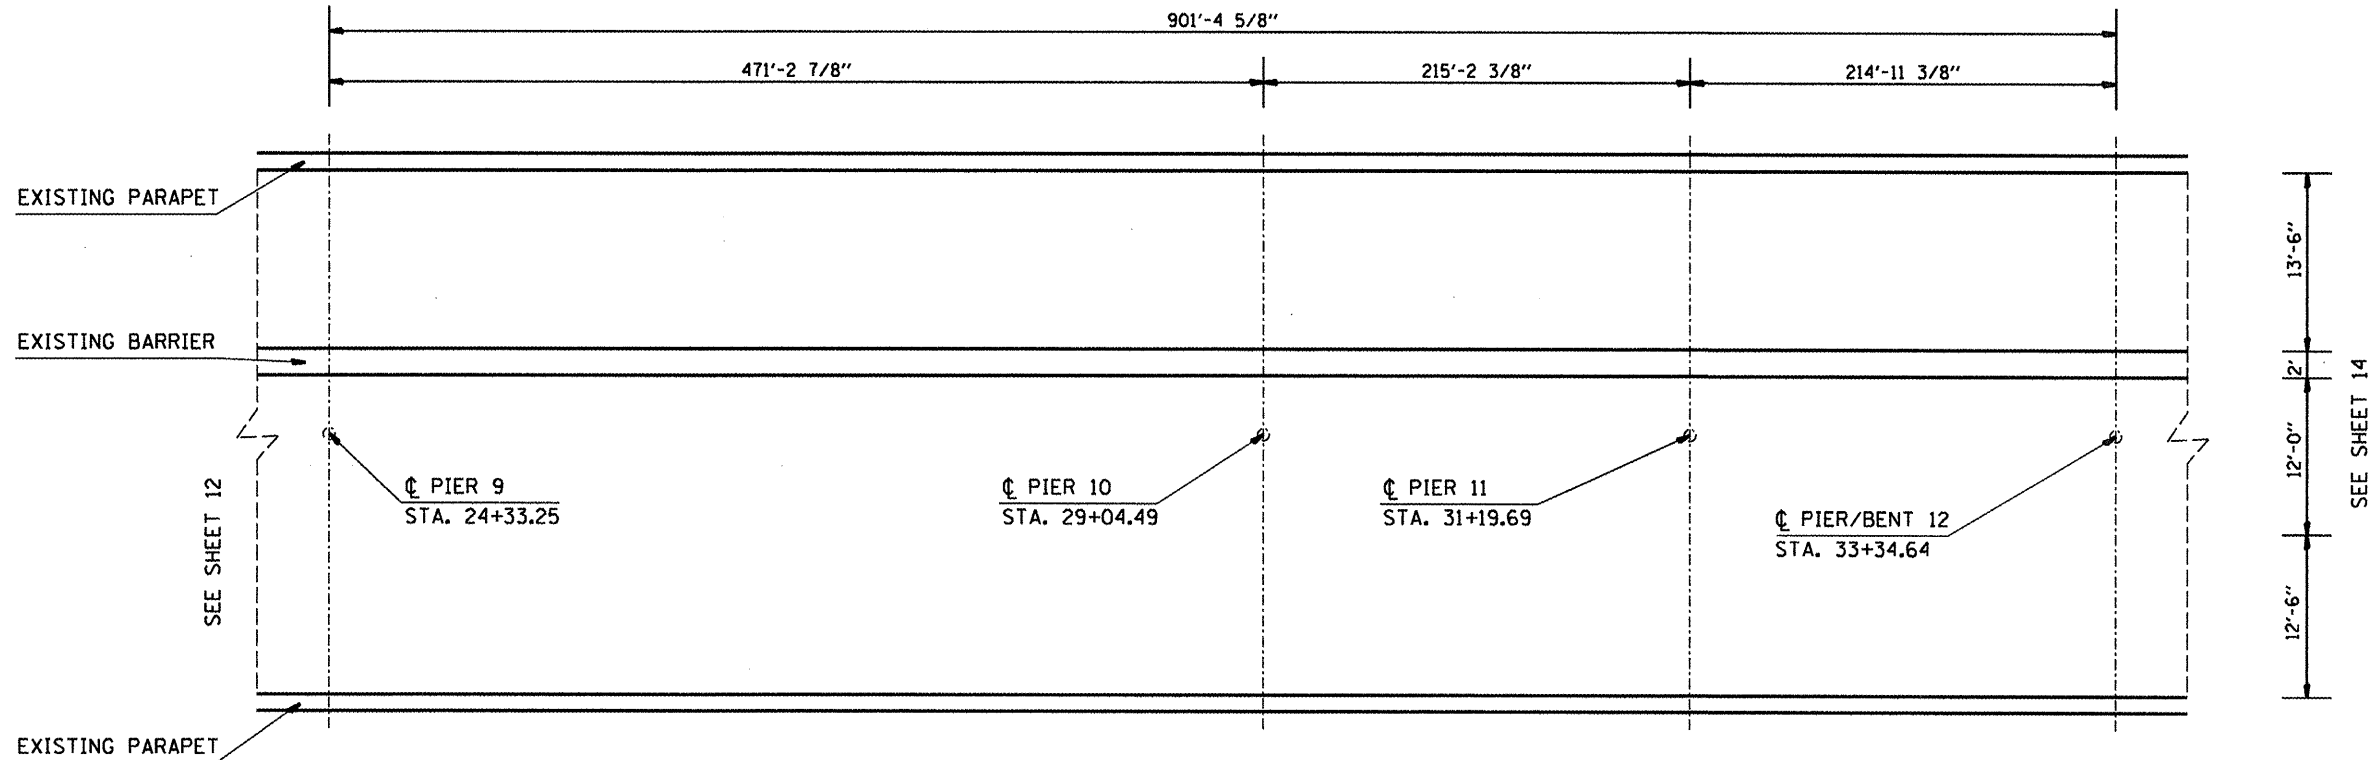 901'-4 5/8"
471'-2 7/8"
215'-2 3/8"
214'-11 3/8"
EXISTING PARAPET
13'-6"
EXISTING BARRIER
2'
12'-0"
12'-6"
SEE SHEET 12
SEE SHEET 14
℄ PIER 9
STA. 24+33.25
℄ PIER 10
STA. 29+04.49
℄ PIER 11
STA. 31+19.69
℄ PIER/BENT 12
STA. 33+34.64
EXISTING PARAPET